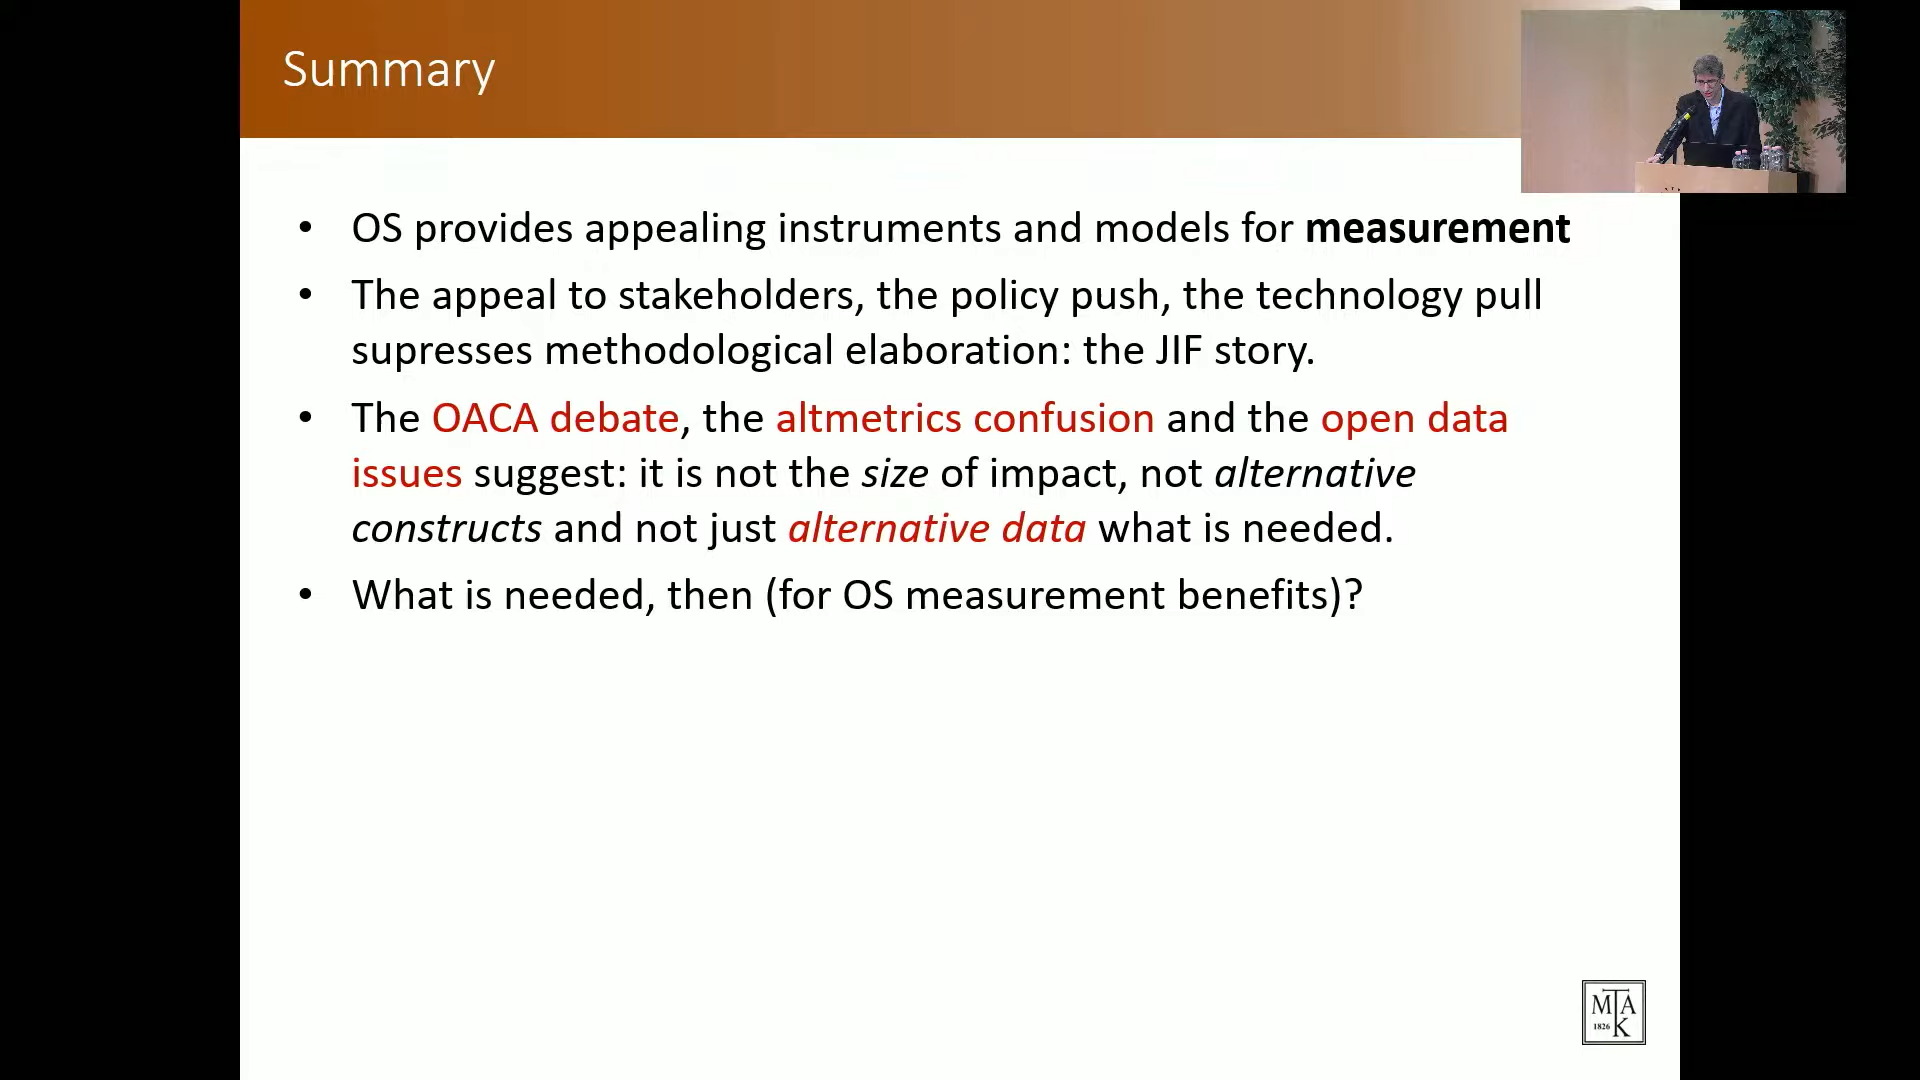 Summary
• OS provides appealing instruments and models for measurement
• The appeal to stakeholders, the policy push, the technology pull
supresses methodological elaboration: the JIF story.
• The OACA debate, the altmetrics confusion and the open data
issues suggest: it is not the size of impact, not alternative
constructs and not just alternative data what is needed.
• What is needed, then (for OS measurement benefits)?
MTA
1826 K